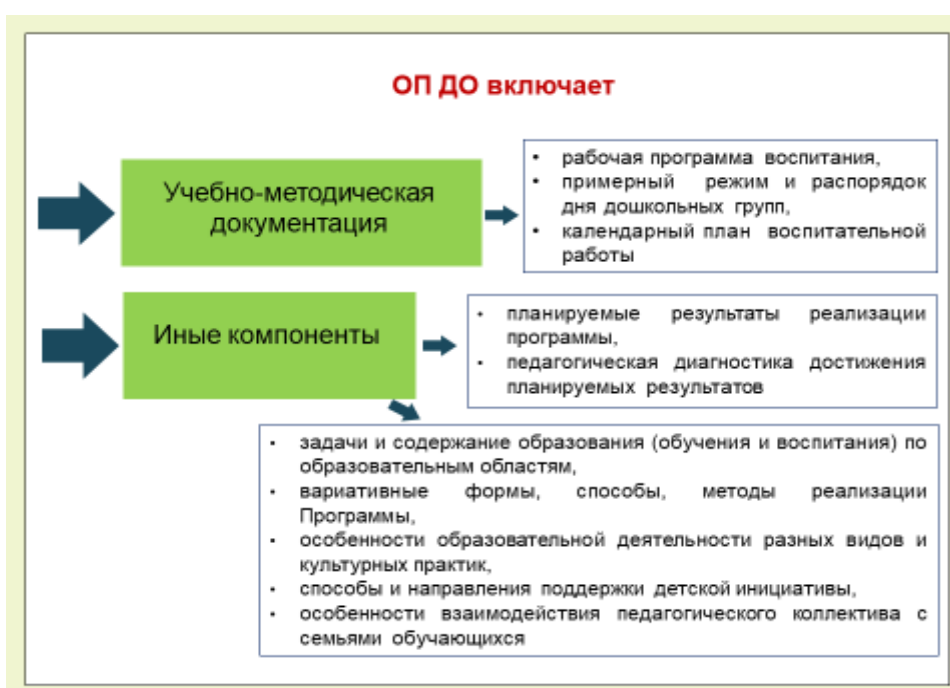 ОП ДО включает
Учебно-методическая
документация
• рабочая программа воспитания,
• примерный режим и распорядок
дня дошкольных групп,
• календарный план воспитательной
работы
Иные компоненты
• планируемые результаты реализации
программы,
• педагогическая диагностика достижения
планируемых результатов
• задачи и содержание образования (обучения и воспитания) по
образовательным областям,
• вариативные формы, способы, методы реализации
Программы,
• особенности образовательной деятельности разных видов и
культурных практик,
• способы и направления поддержки детской инициативы,
• особенности взаимодействия педагогического коллектива с
семьями обучающихся